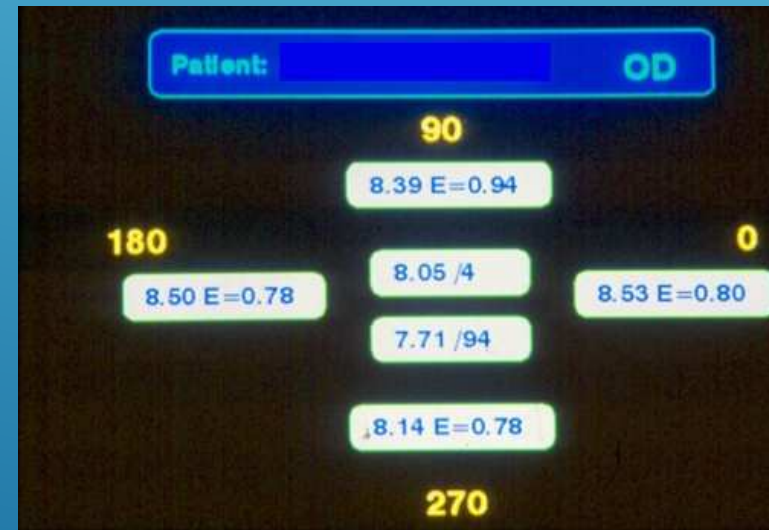 Patient: OD
90
8.39 E=0.94
180
0
8.05 /4
8.50 E=0.78
8.53 E=0.80
7.71 /94
8.14 E=0.78
270